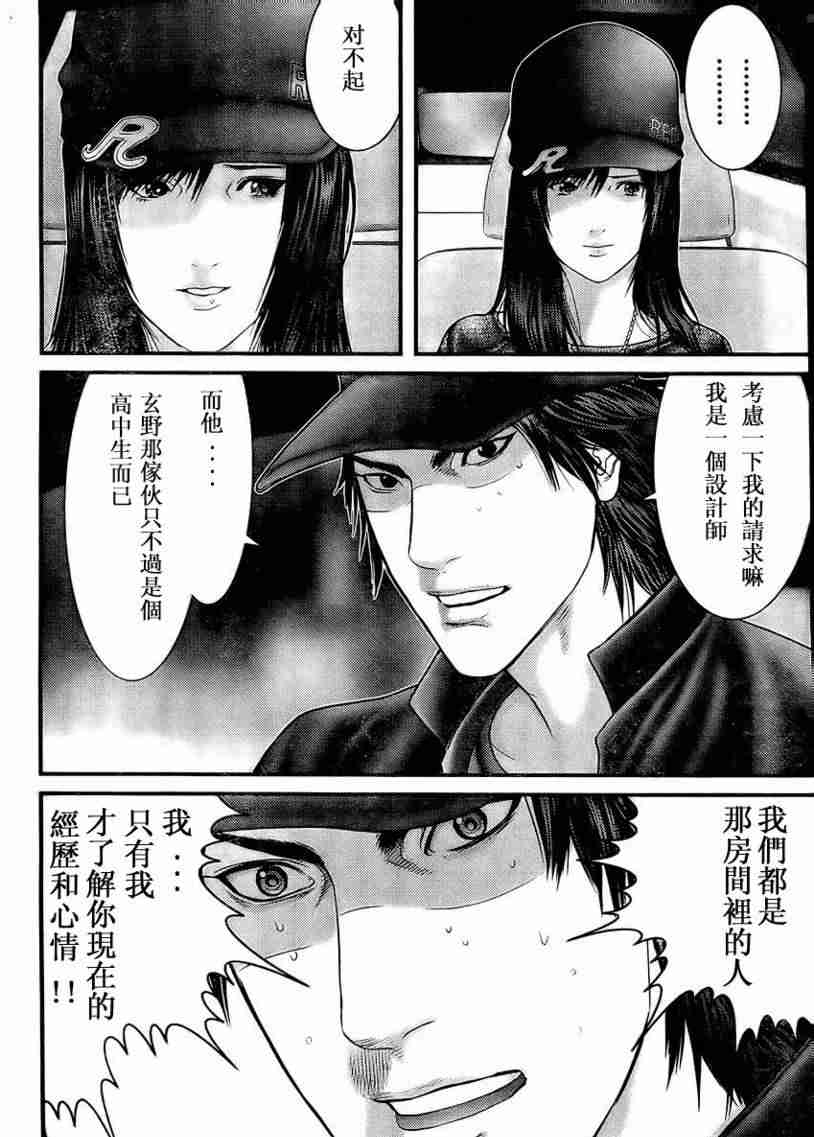 ………
对不起
考慮一下我的請求嘛
我是一個設計師
而他....
玄野那傢伙只不過是個
高中生而已
我們都是
那房間裡的人
我...
只有我
才了解你現在的
經歷和心情!!